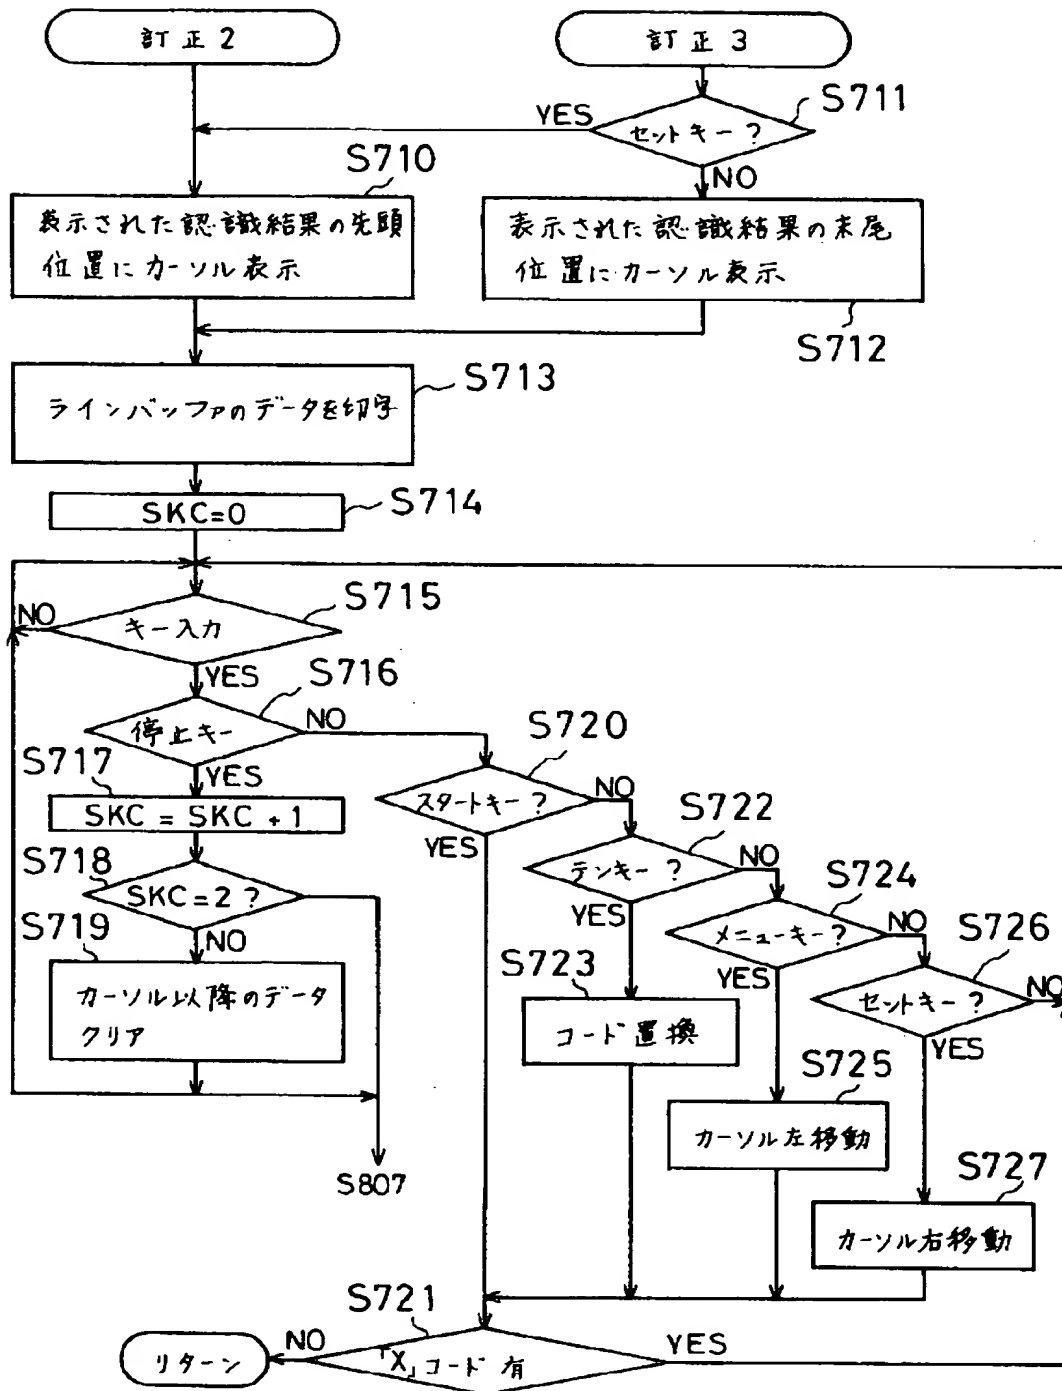 訂正2
訂正3
S711
YES
セットキー?
S710
NO
表示された認識結果の先頭
位置にカーソル表示
表示された認識結果の末尾
位置にカーソル表示
S712
S713
ラインバッファのデータを印字
S714
SKC=0
S715
NO
キー入力
YES
S716
停止キー
NO
S720
S717
YES
スタートキー?
NO
SKC = SKC +1
S722
YES
S718
テンキー?
NO
SKC=2?
S724
YES
S719
メニューキー?
NO
NO
S726
S723
YES
カーソル以降のデータ
クリア
セットキー?
NO
コード置換
YES
S725
カーソル左移動
S807
S727
カーソル右移動
S721
NO
YES
リターン
「X」コード有